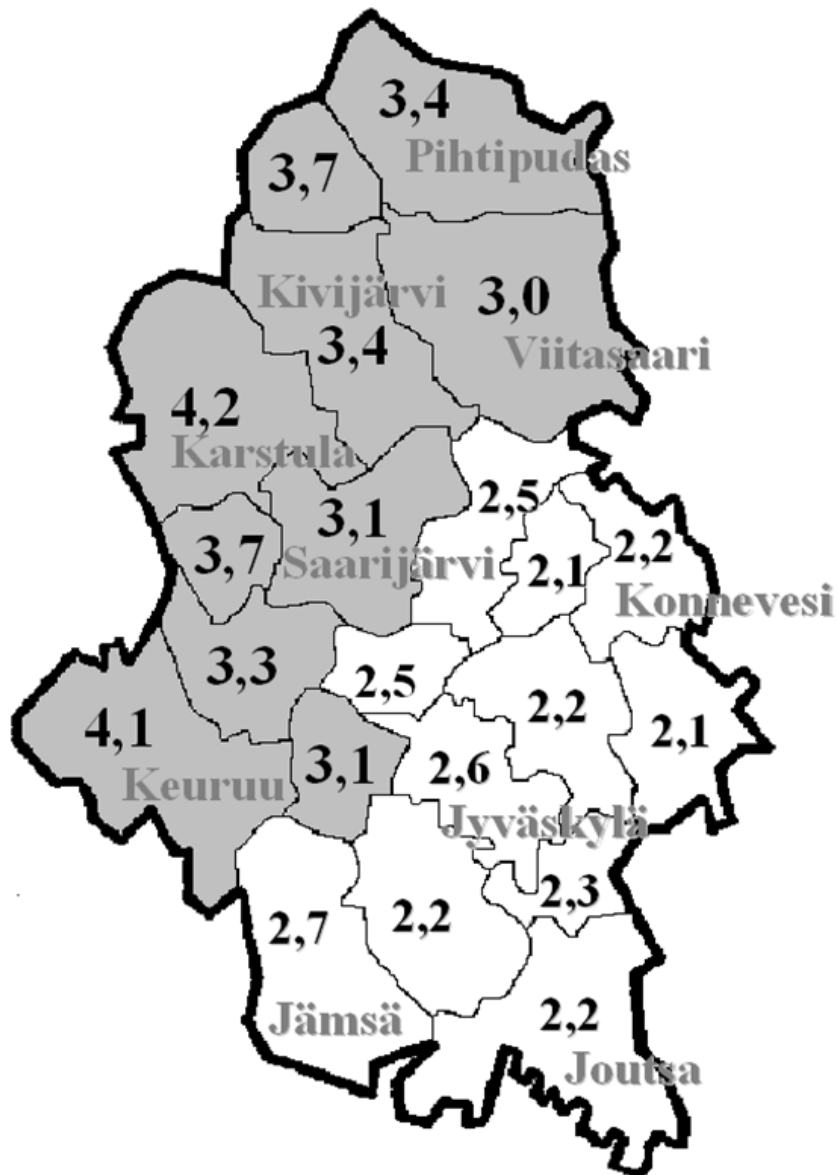 3,4
Pihtipudas
3,7
Kivijärvi
3,0
3,4
Viitasaari
4,2
Karstula
2,5
3,1
3,7
Saarijärvi
2,1
2,2
Konnevesi
3,3
2,5
2,2
4,1
2,1
Keuruu
3,1
2,6
Jyväskylä
2,3
2,7
2,2
Jämsä
2,2
Joutsa